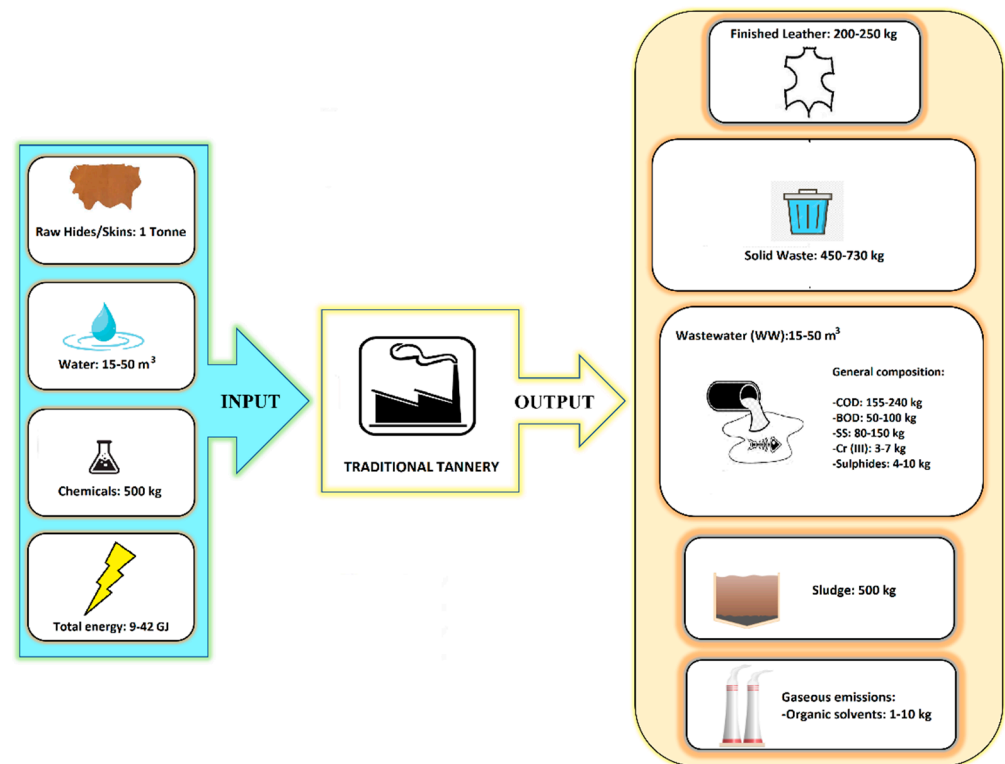 Raw Hides/Skins: 1 Tonne
Water: 15-50 m³
Chemicals: 500 kg
Total energy: 9-42 GJ
INPUT
TRADITIONAL TANNERY
OUTPUT
Finished Leather: 200-250 kg
Solid Waste: 450-730 kg
Wastewater (WW):15-50 m³
General composition:
-COD: 155-240 kg
-BOD: 50-100 kg
-SS: 80-150 kg
-Cr (III): 3-7 kg
-Sulphides: 4-10 kg
Sludge: 500 kg
Gaseous emissions:
-Organic solvents: 1-10 kg